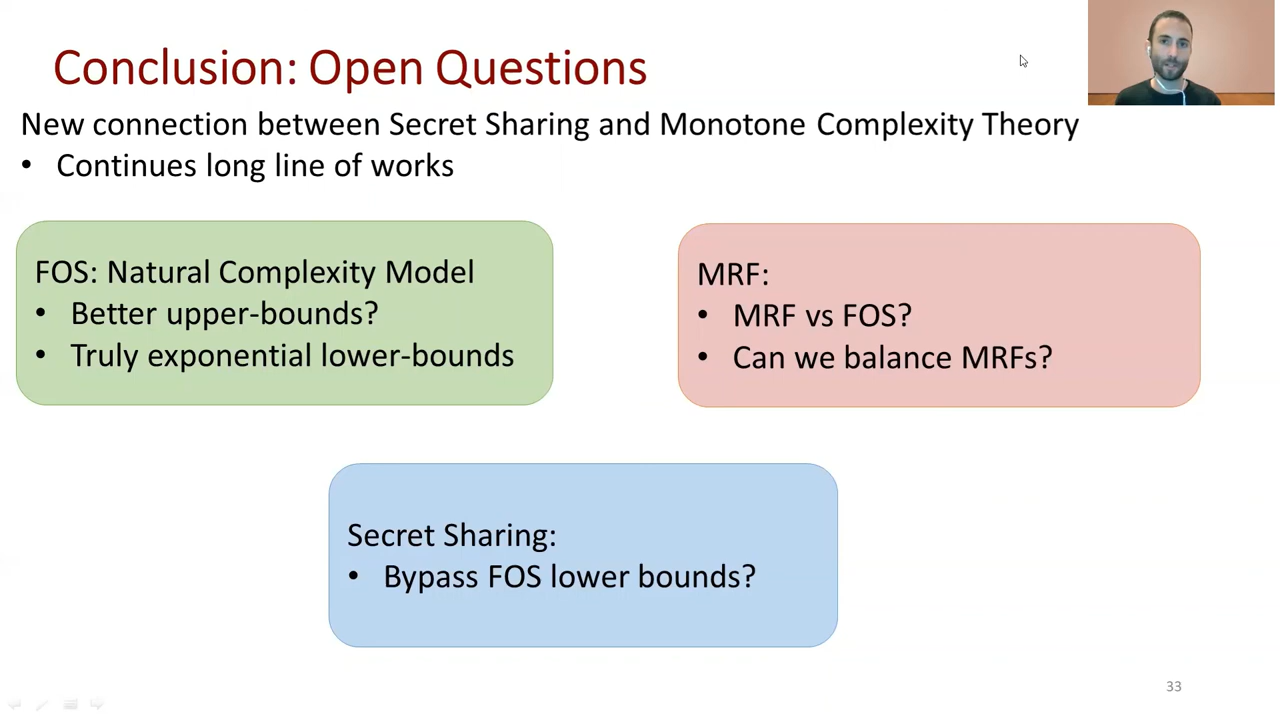 Conclusion: Open Questions
New connection between Secret Sharing and Monotone Complexity Theory
• Continues long line of works
FOS: Natural Complexity Model
• Better upper-bounds?
• Truly exponential lower-bounds
MRF:
• MRF vs FOS?
• Can we balance MRFs?
Secret Sharing:
• Bypass FOS lower bounds?
33